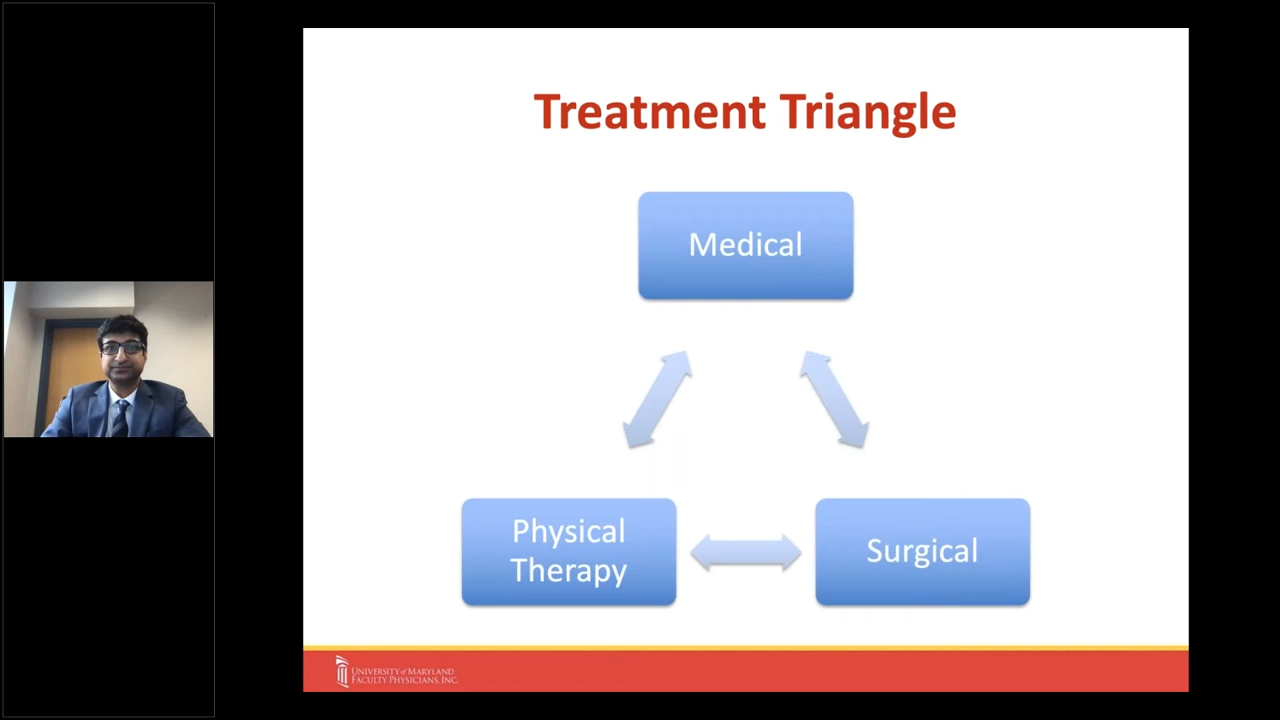 Treatment Triangle
Medical
Physical
Therapy
Surgical
UNIVERSITY of MARYLAND
FACULTY PHYSICIANS, INC.